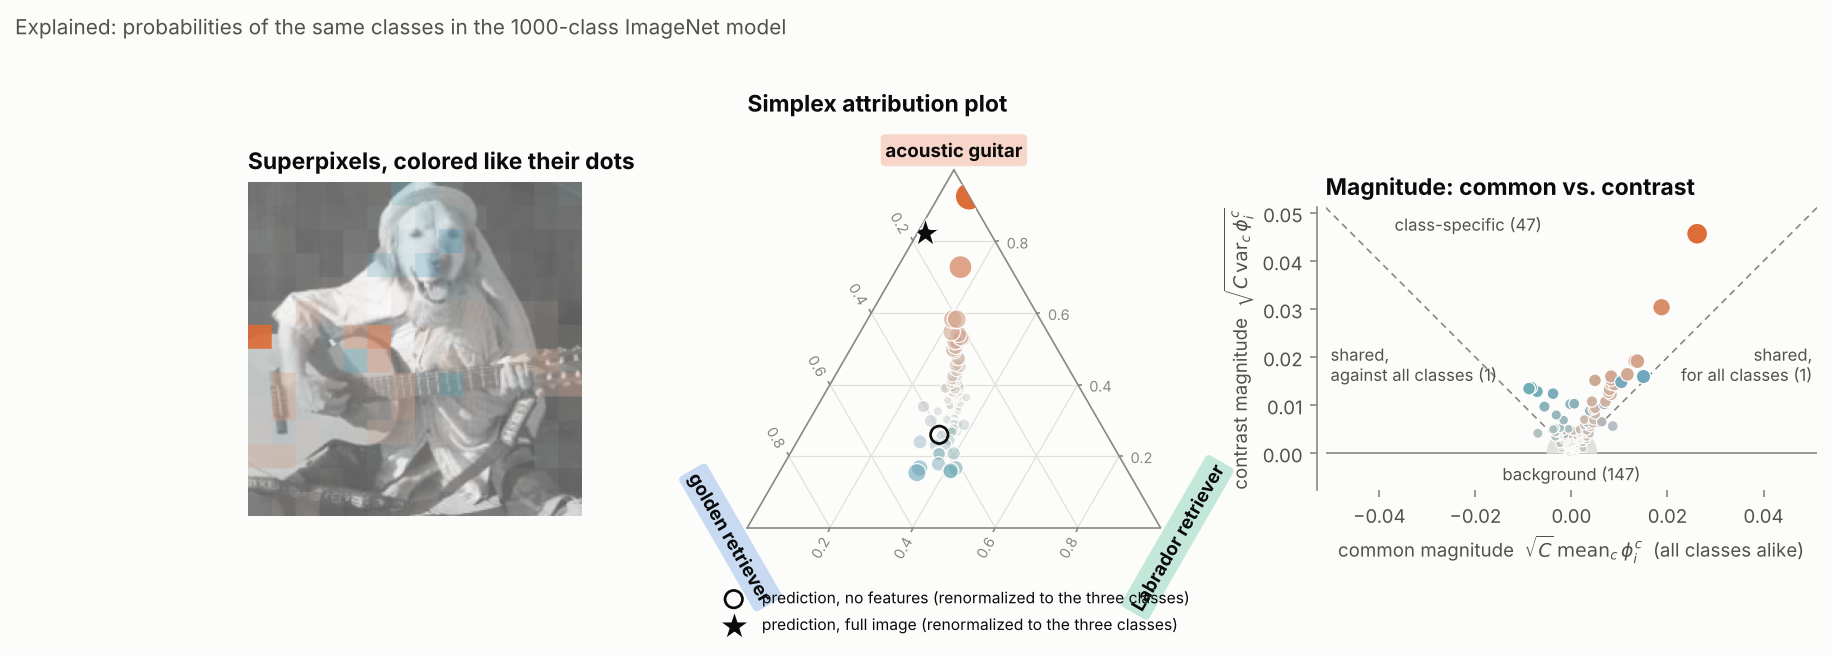 Explained: probabilities of the same classes in the 1000-class ImageNet model
Superpixels, colored like their dots
Simplex attribution plot
acoustic guitar
0.2
0.4
0.6
0.8
0.8
0.6
0.4
0.2
golden retriever
0.2
0.4
0.6
0.8
Labrador retriever
prediction, no features (renormalized to the three classes)
prediction, full image (renormalized to the three classes)
Magnitude: common vs. contrast
contrast magnitude √C var_c ϕ_i^c
0.05
0.04
0.03
0.02
0.01
0.00
class-specific (47)
shared,
against all classes (1)
shared,
for all classes (1)
background (147)
−0.04
−0.02
0.00
0.02
0.04
common magnitude √C mean_c ϕ_i^c (all classes alike)